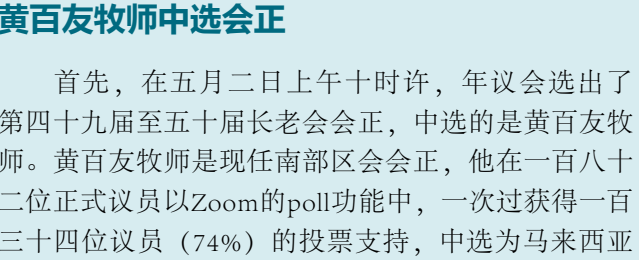 黄百友牧师中选会正
首先，在五月二日上午十时许，年议会选出了
第四十九届至五十届长老会会正，中选的是黄百友牧
师。黄百友牧师是现任南部区会会正，他在一百八十
二位正式议员以Zoom的poll功能中，一次过获得一百
三十四位议员（74%）的投票支持，中选为马来西亚